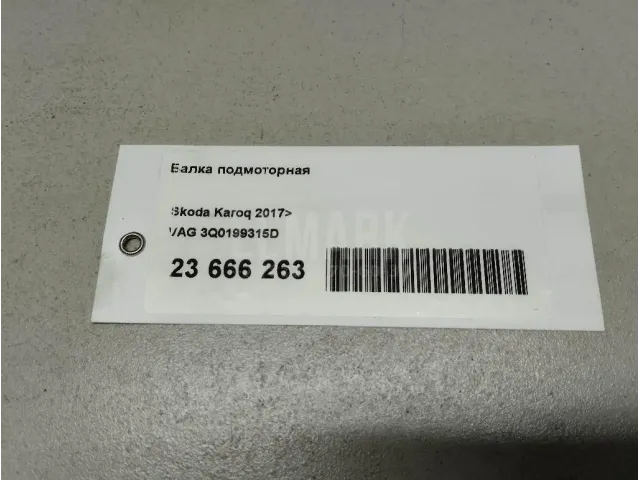 Балка подмоторная
Skoda Karoq 2017>
VAG 3Q0199315D
23 666 263